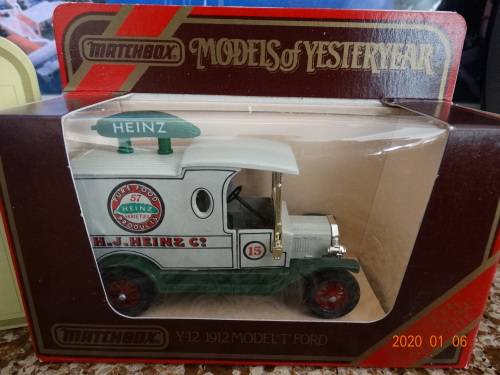 MATCHBOX
MODELS of YESTERYEAR
HEINZ
PURE FOOD
57
HEINZ
VARIETIES
PRODUCTS
H.J. HEINZ Co
15
MATCHBOX
Y-12 1912 MODEL 'T' FORD
2020 01 06